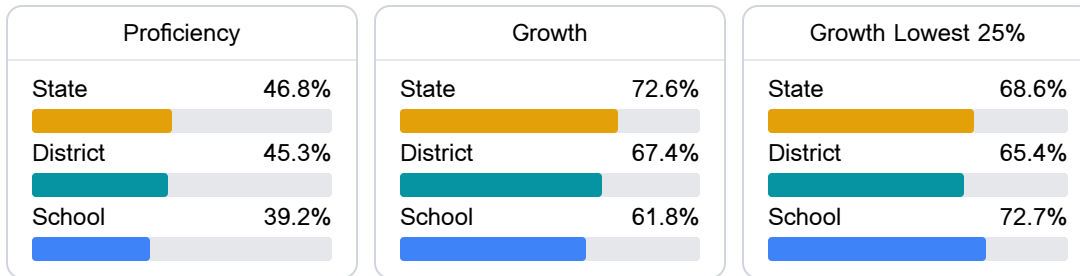 Proficiency
State 46.8%
District 45.3%
School 39.2%
Growth
State 72.6%
District 67.4%
School 61.8%
Growth Lowest 25%
State 68.6%
District 65.4%
School 72.7%